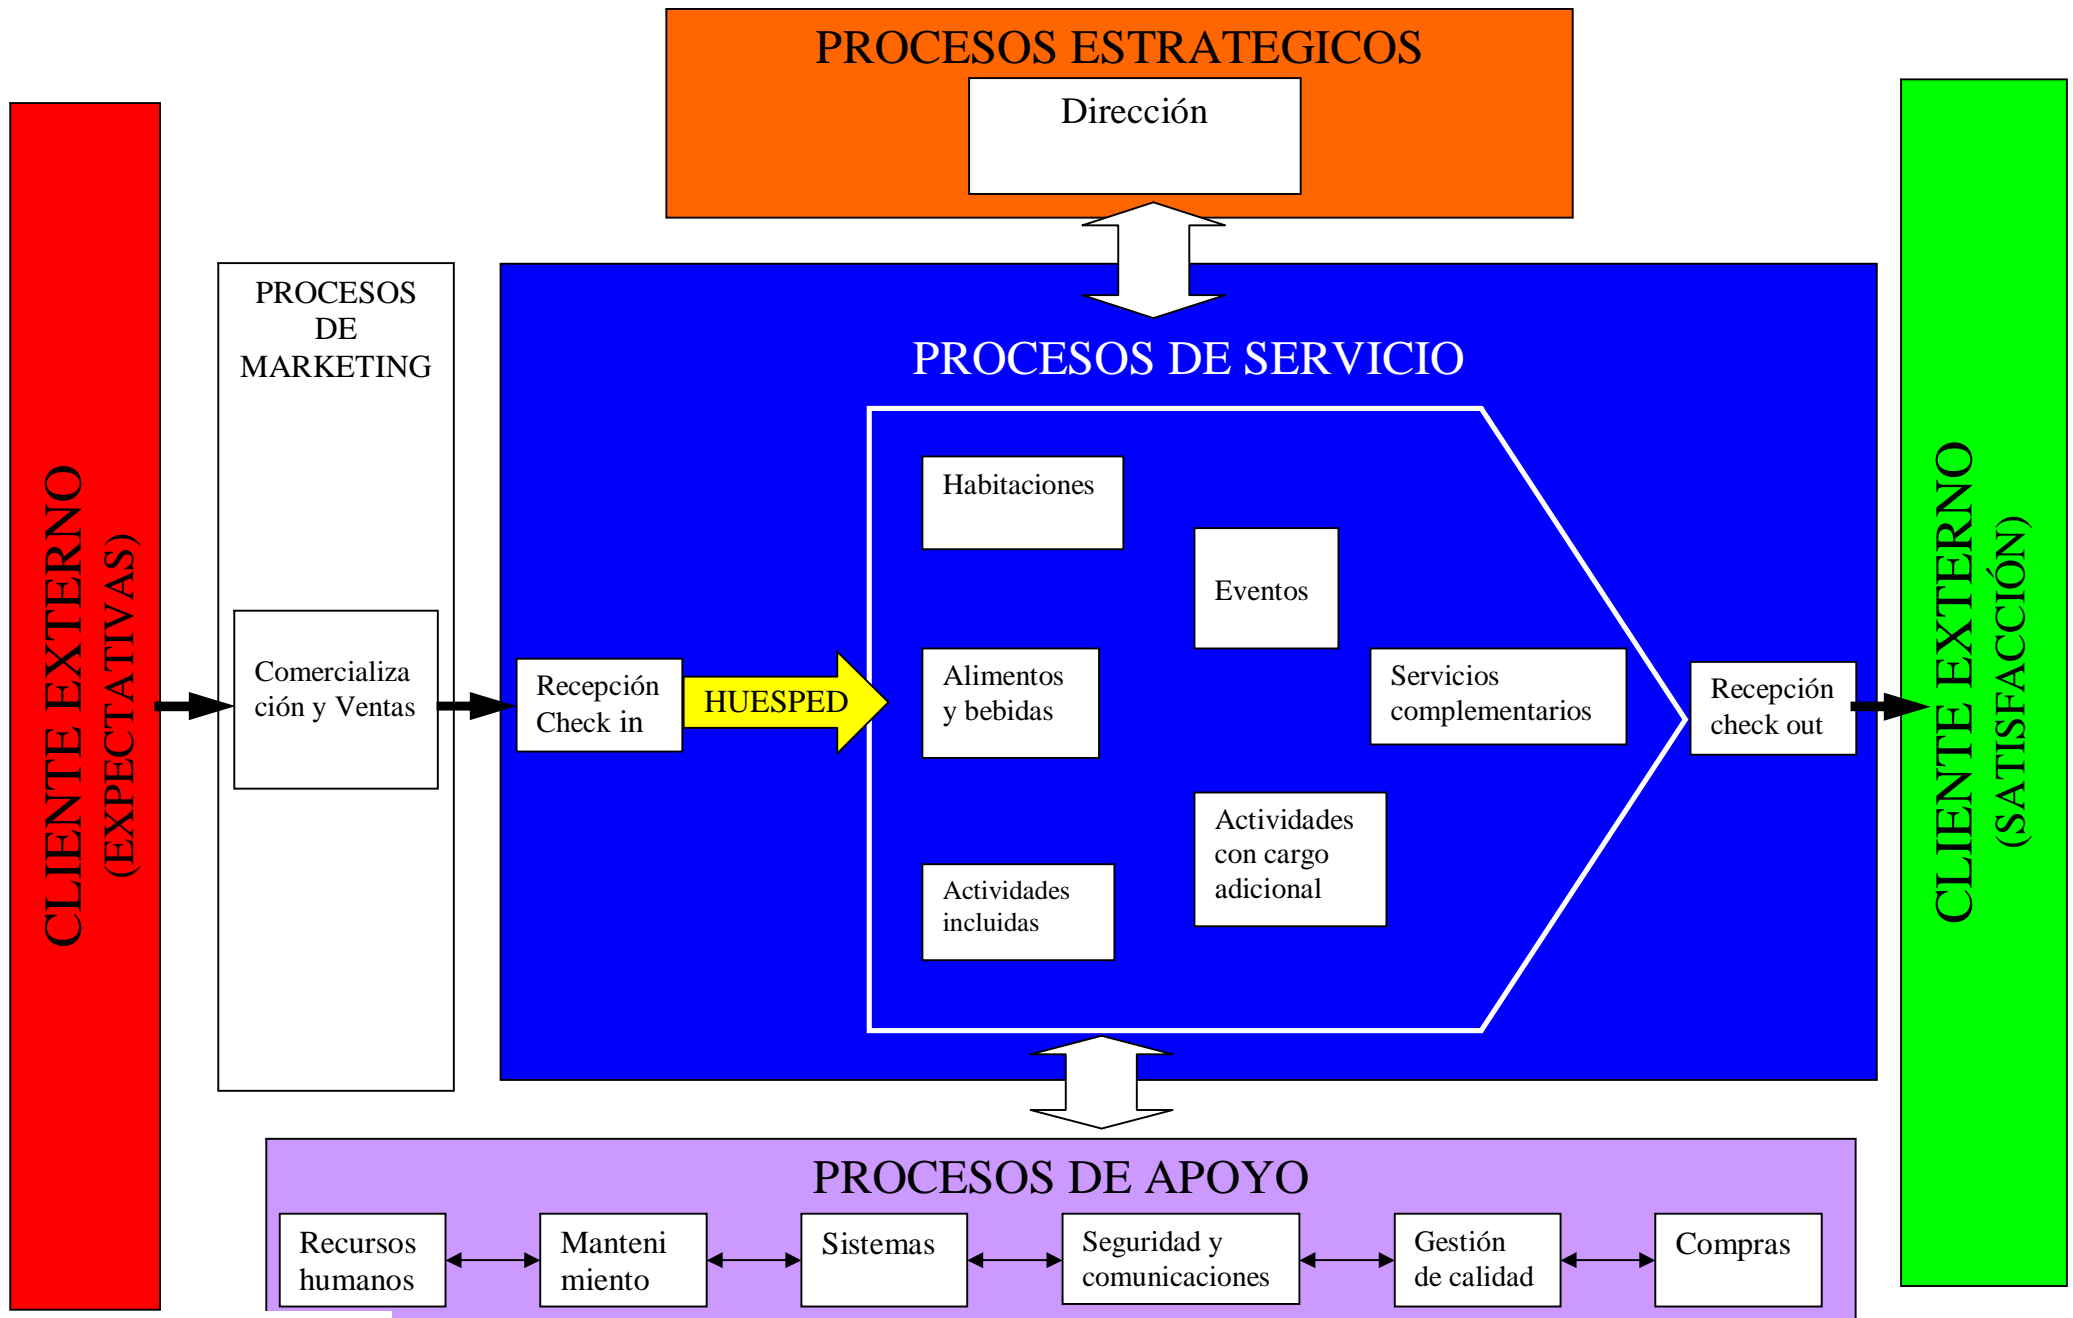 PROCESOS ESTRATEGICOS
Dirección
CLIENTE EXTERNO
(EXPECTATIVAS)
PROCESOS
DE
MARKETING
Comercializa
ción y Ventas
PROCESOS DE SERVICIO
Recepción
Check in
HUESPED
Habitaciones
Eventos
Alimentos
y bebidas
Servicios
complementarios
Actividades
con cargo
adicional
Actividades
incluidas
Recepción
check out
CLIENTE EXTERNO
(SATISFACCIÓN)
PROCESOS DE APOYO
Recursos
humanos
Manteni
miento
Sistemas
Seguridad y
comunicaciones
Gestión
de calidad
Compras